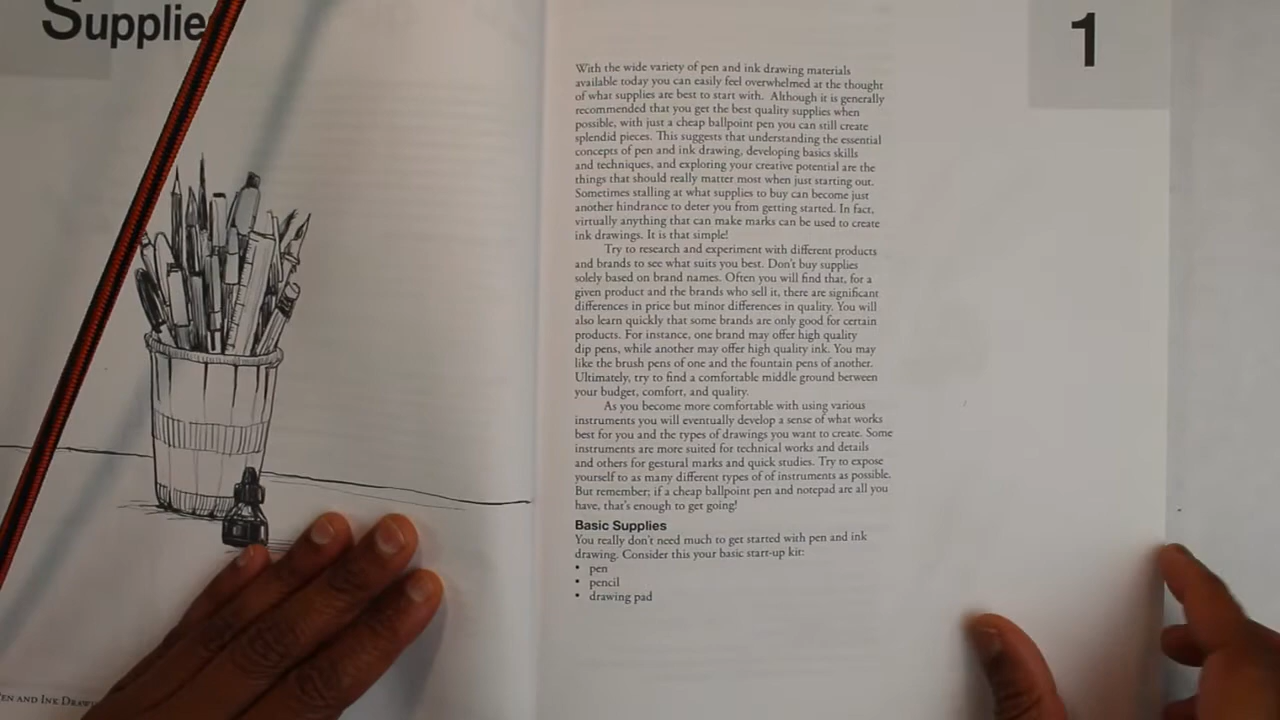 Supplie
With the wide variety of pen and ink drawing materials
available today you can easily feel overwhelmed at the thought
of what supplies are best to start with. Although it is generally
recommended that you get the best quality supplies when
possible, with just a cheap ballpoint pen you can still create
splendid pieces. This suggests that understanding the essential
concepts of pen and ink drawing, developing basics skills
and techniques, and exploring your creative potential are the
things that should really matter most when just starting out.
Sometimes stalling at what supplies to buy can become just
another hindrance to deter you from getting started. In fact,
virtually anything that can make marks can be used to create
ink drawings. It is that simple!
Try to research and experiment with different products
and brands to see what suits you best. Don't buy supplies
solely based on brand names. Often you will find that, for a
given product and the brands who sell it, there are significant
differences in price but minor differences in quality. You will
also learn quickly that some brands are only good for certain
products. For instance, one brand may offer high quality
dip pens, while another may offer high quality ink. You may
like the brush pens of one and the fountain pens of another.
Ultimately, try to find a comfortable middle ground between
your budget, comfort, and quality.
As you become more comfortable with using various
instruments you will eventually develop a sense of what works
best for you and the types of drawings you want to create. Some
instruments are more suited for technical works and details
and others for gestural marks and quick studies. Try to expose
yourself to as many different types of of instruments as possible.
But remember; if a cheap ballpoint pen and notepad are all you
have, that's enough to get going!
Basic Supplies
You really don't need much to get started with pen and ink
drawing. Consider this your basic start-up kit:
• pen
• pencil
• drawing pad
1
EN AND INK DRAW